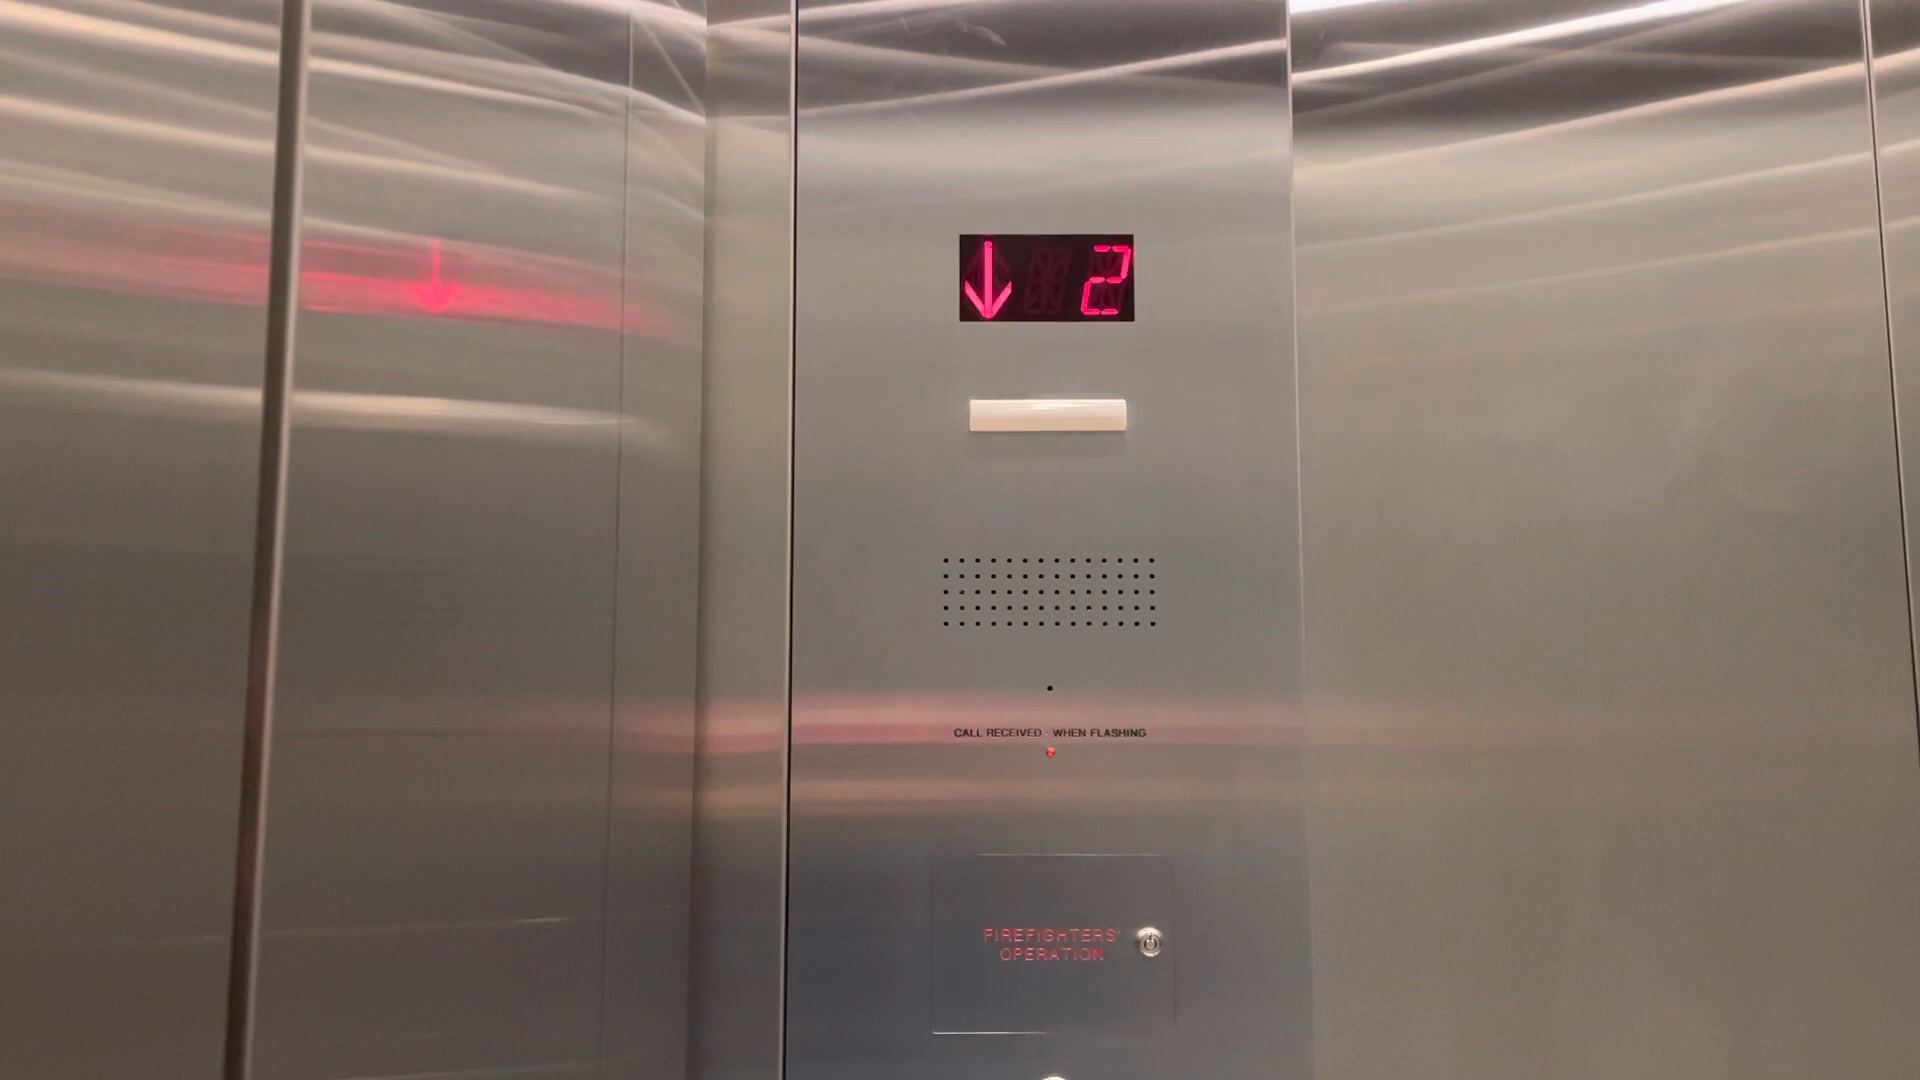 2
CALL RECEIVED - WHEN FLASHING
FIREFIGHTERS'
OPERATION